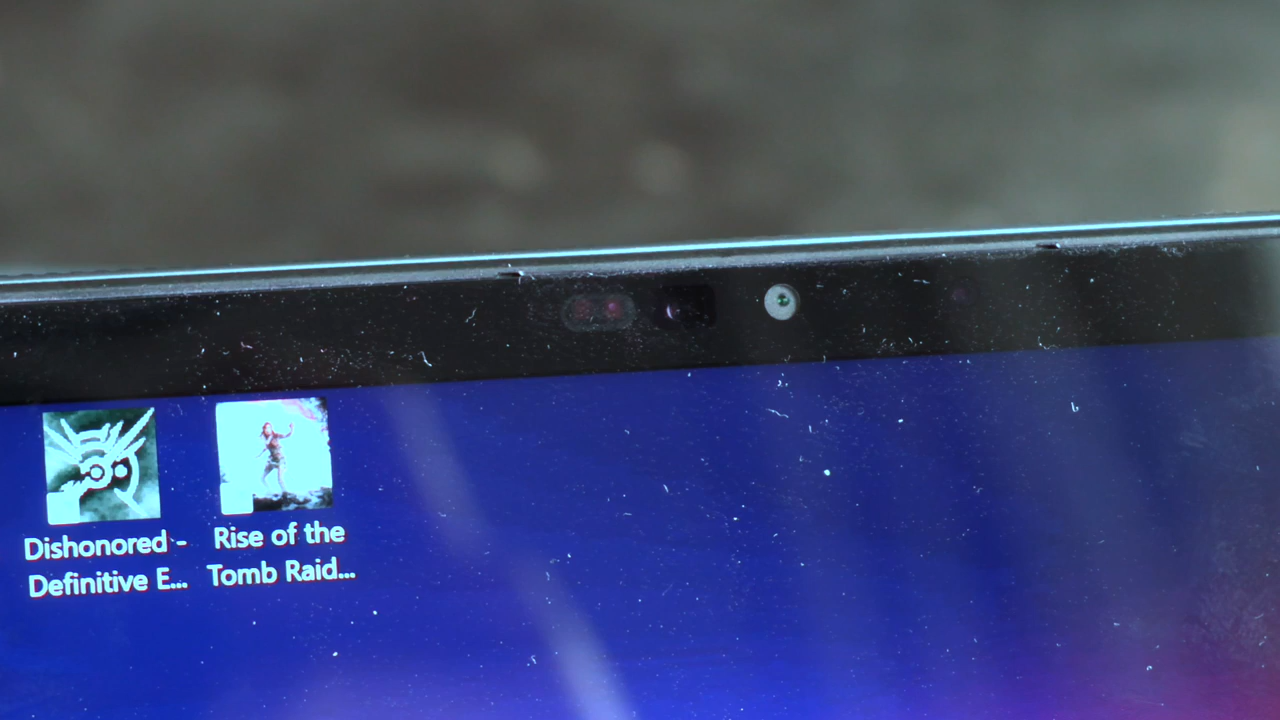 Dishonored -
Definitive E...
Rise of the
Tomb Raid...